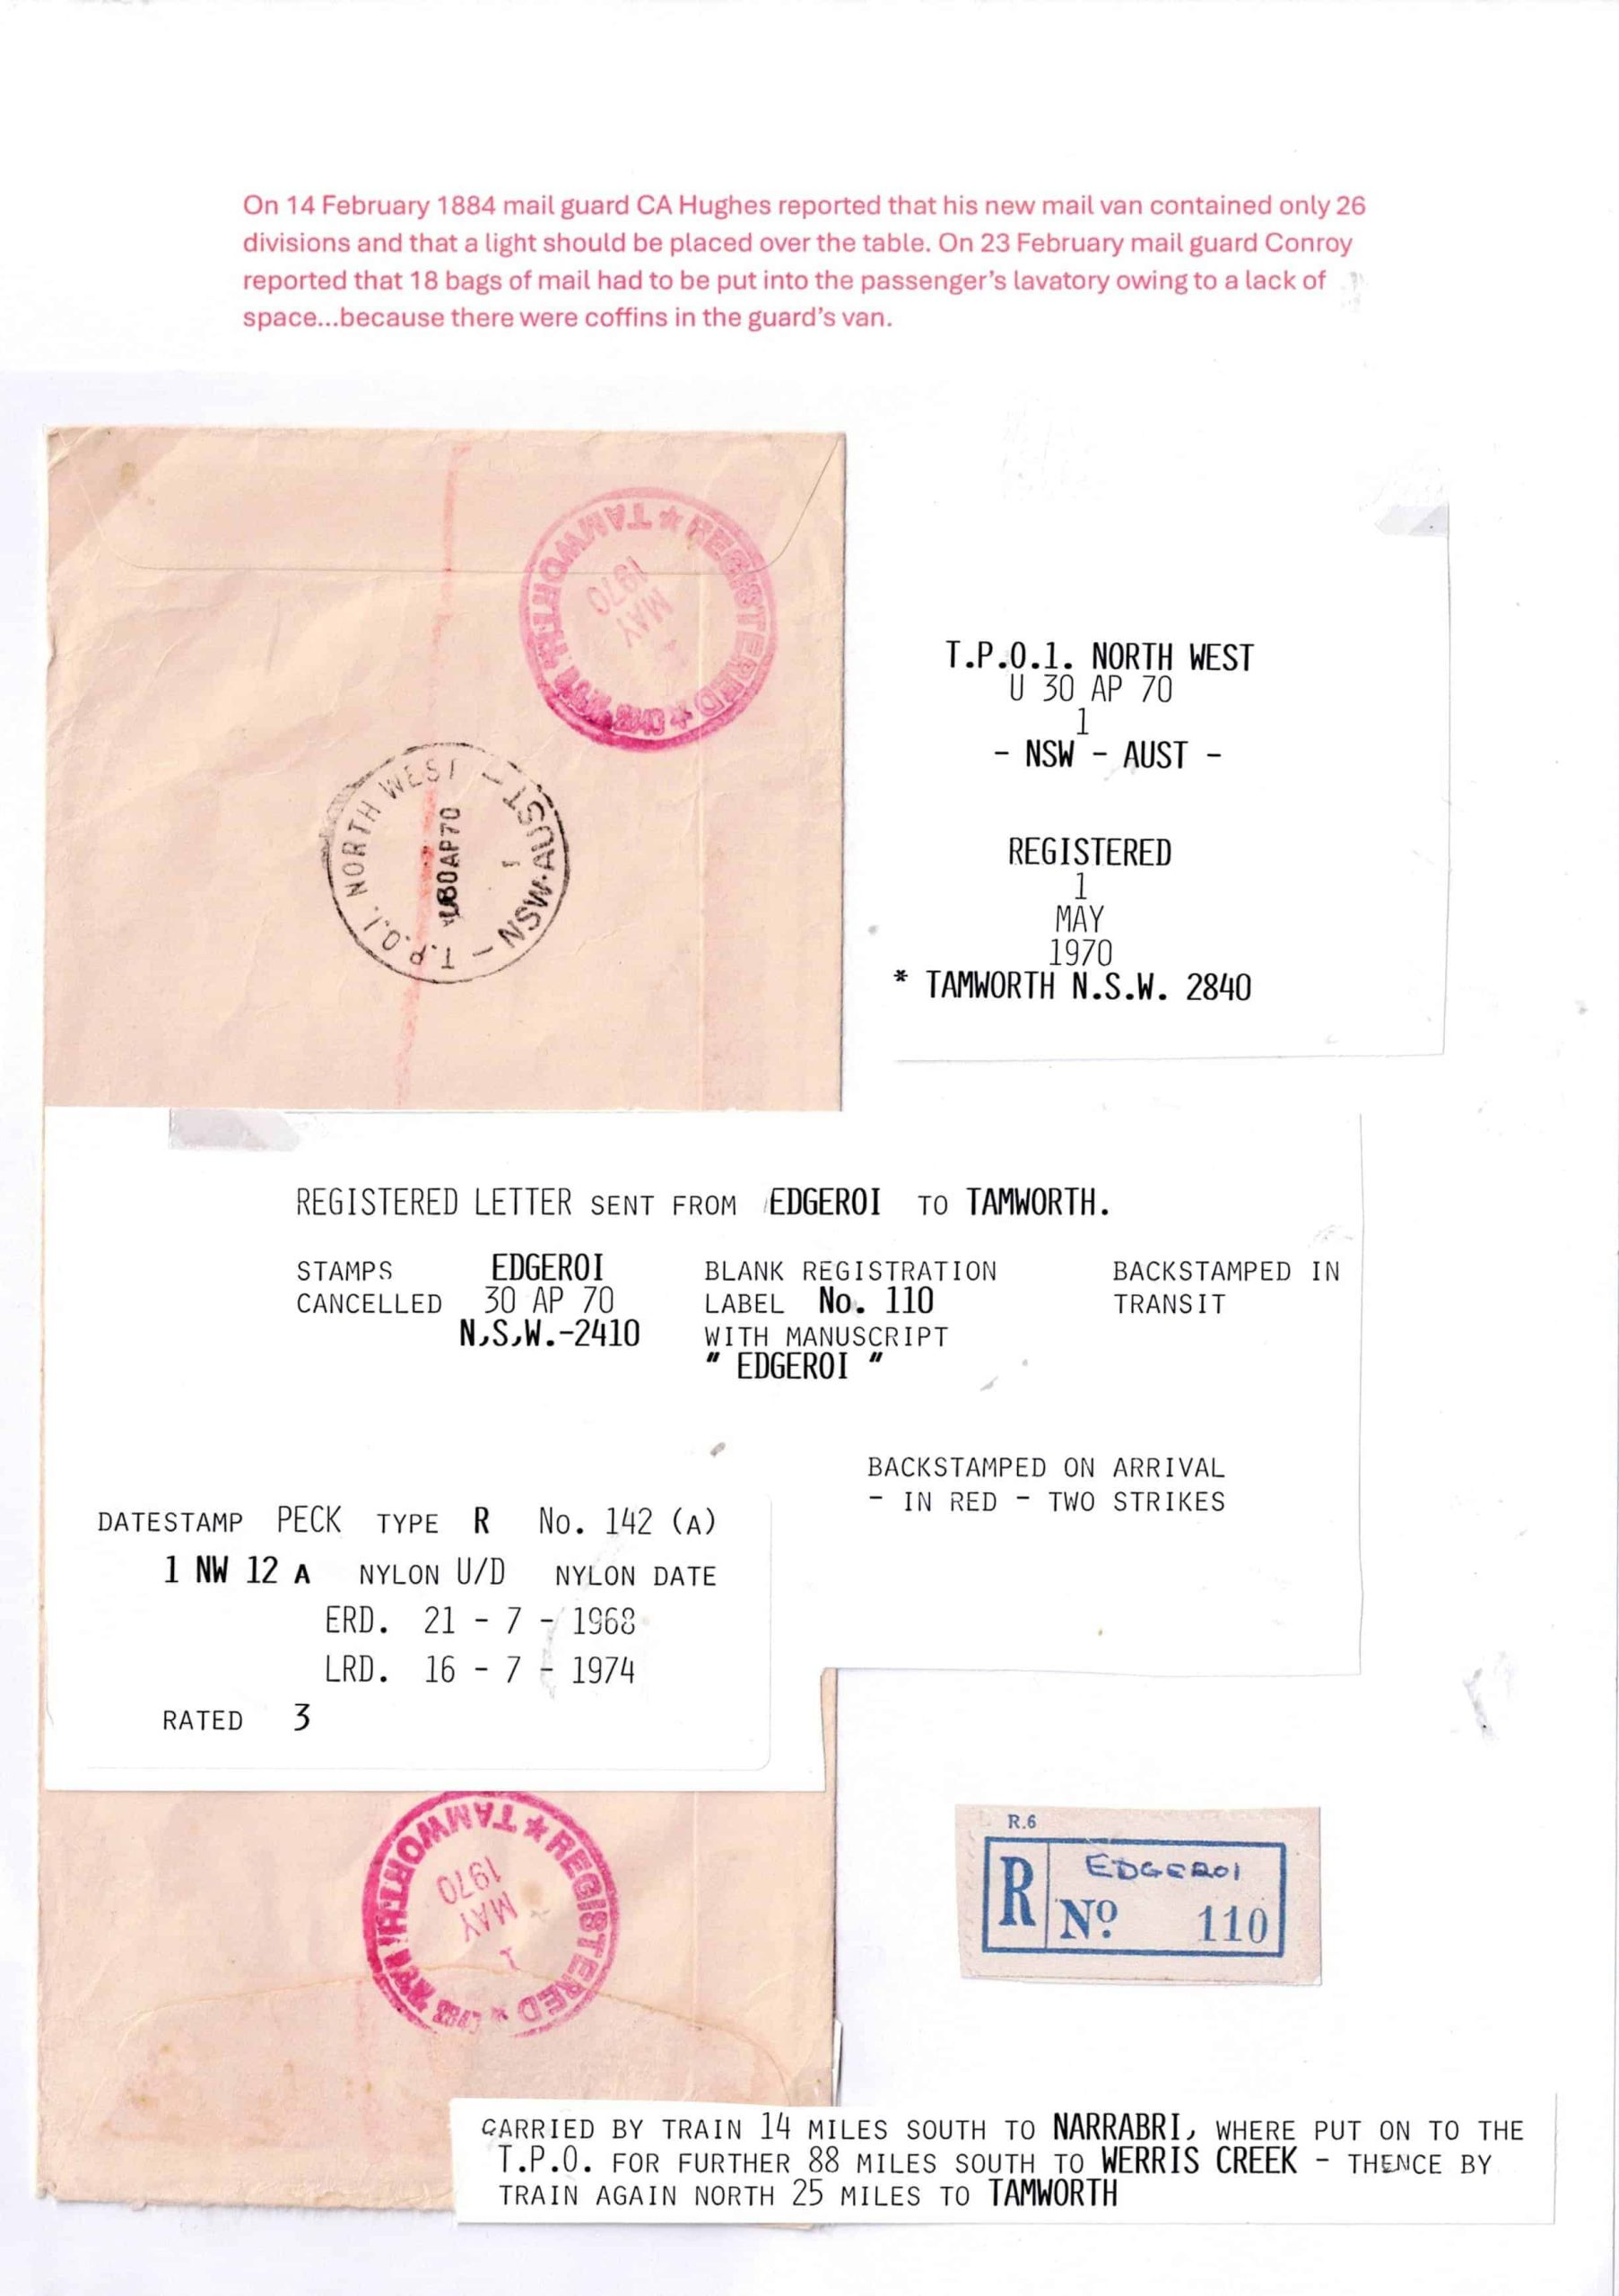 On 14 February 1884 mail guard CA Hughes reported that his new mail van contained only 26
divisions and that a light should be placed over the table. On 23 February mail guard Conroy
reported that 18 bags of mail had to be put into the passenger's lavatory owing to a lack of
space...because there were coffins in the guard's van.
REGISTERED ★ TAMWORTH
MAY
1970
T.P.O.1. NORTH WEST
30AP70
1
– NSW·AUST –
T.P.O.1. NORTH WEST
U 30 AP 70
1
- NSW - AUST -
REGISTERED
1
MAY
1970
* TAMWORTH N.S.W. 2840
REGISTERED LETTER SENT FROM EDGEROI TO TAMWORTH.
STAMPS EDGEROI BLANK REGISTRATION BACKSTAMPED IN
CANCELLED 30 AP 70 LABEL No. 110 TRANSIT
N.S.W.-2410 WITH MANUSCRIPT
" EDGEROI "
BACKSTAMPED ON ARRIVAL
- IN RED - TWO STRIKES
DATESTAMP PECK TYPE R No. 142 (A)
1 NW 12 A NYLON U/D NYLON DATE
ERD. 21 - 7 - 1968
LRD. 16 - 7 - 1974
RATED 3
REGISTERED ★ TAMWORTH
1
MAY
1970
R.6
R EDGEROI
No 110
CARRIED BY TRAIN 14 MILES SOUTH TO NARRABRI, WHERE PUT ON TO THE
T.P.O. FOR FURTHER 88 MILES SOUTH TO WERRIS CREEK - THENCE BY
TRAIN AGAIN NORTH 25 MILES TO TAMWORTH